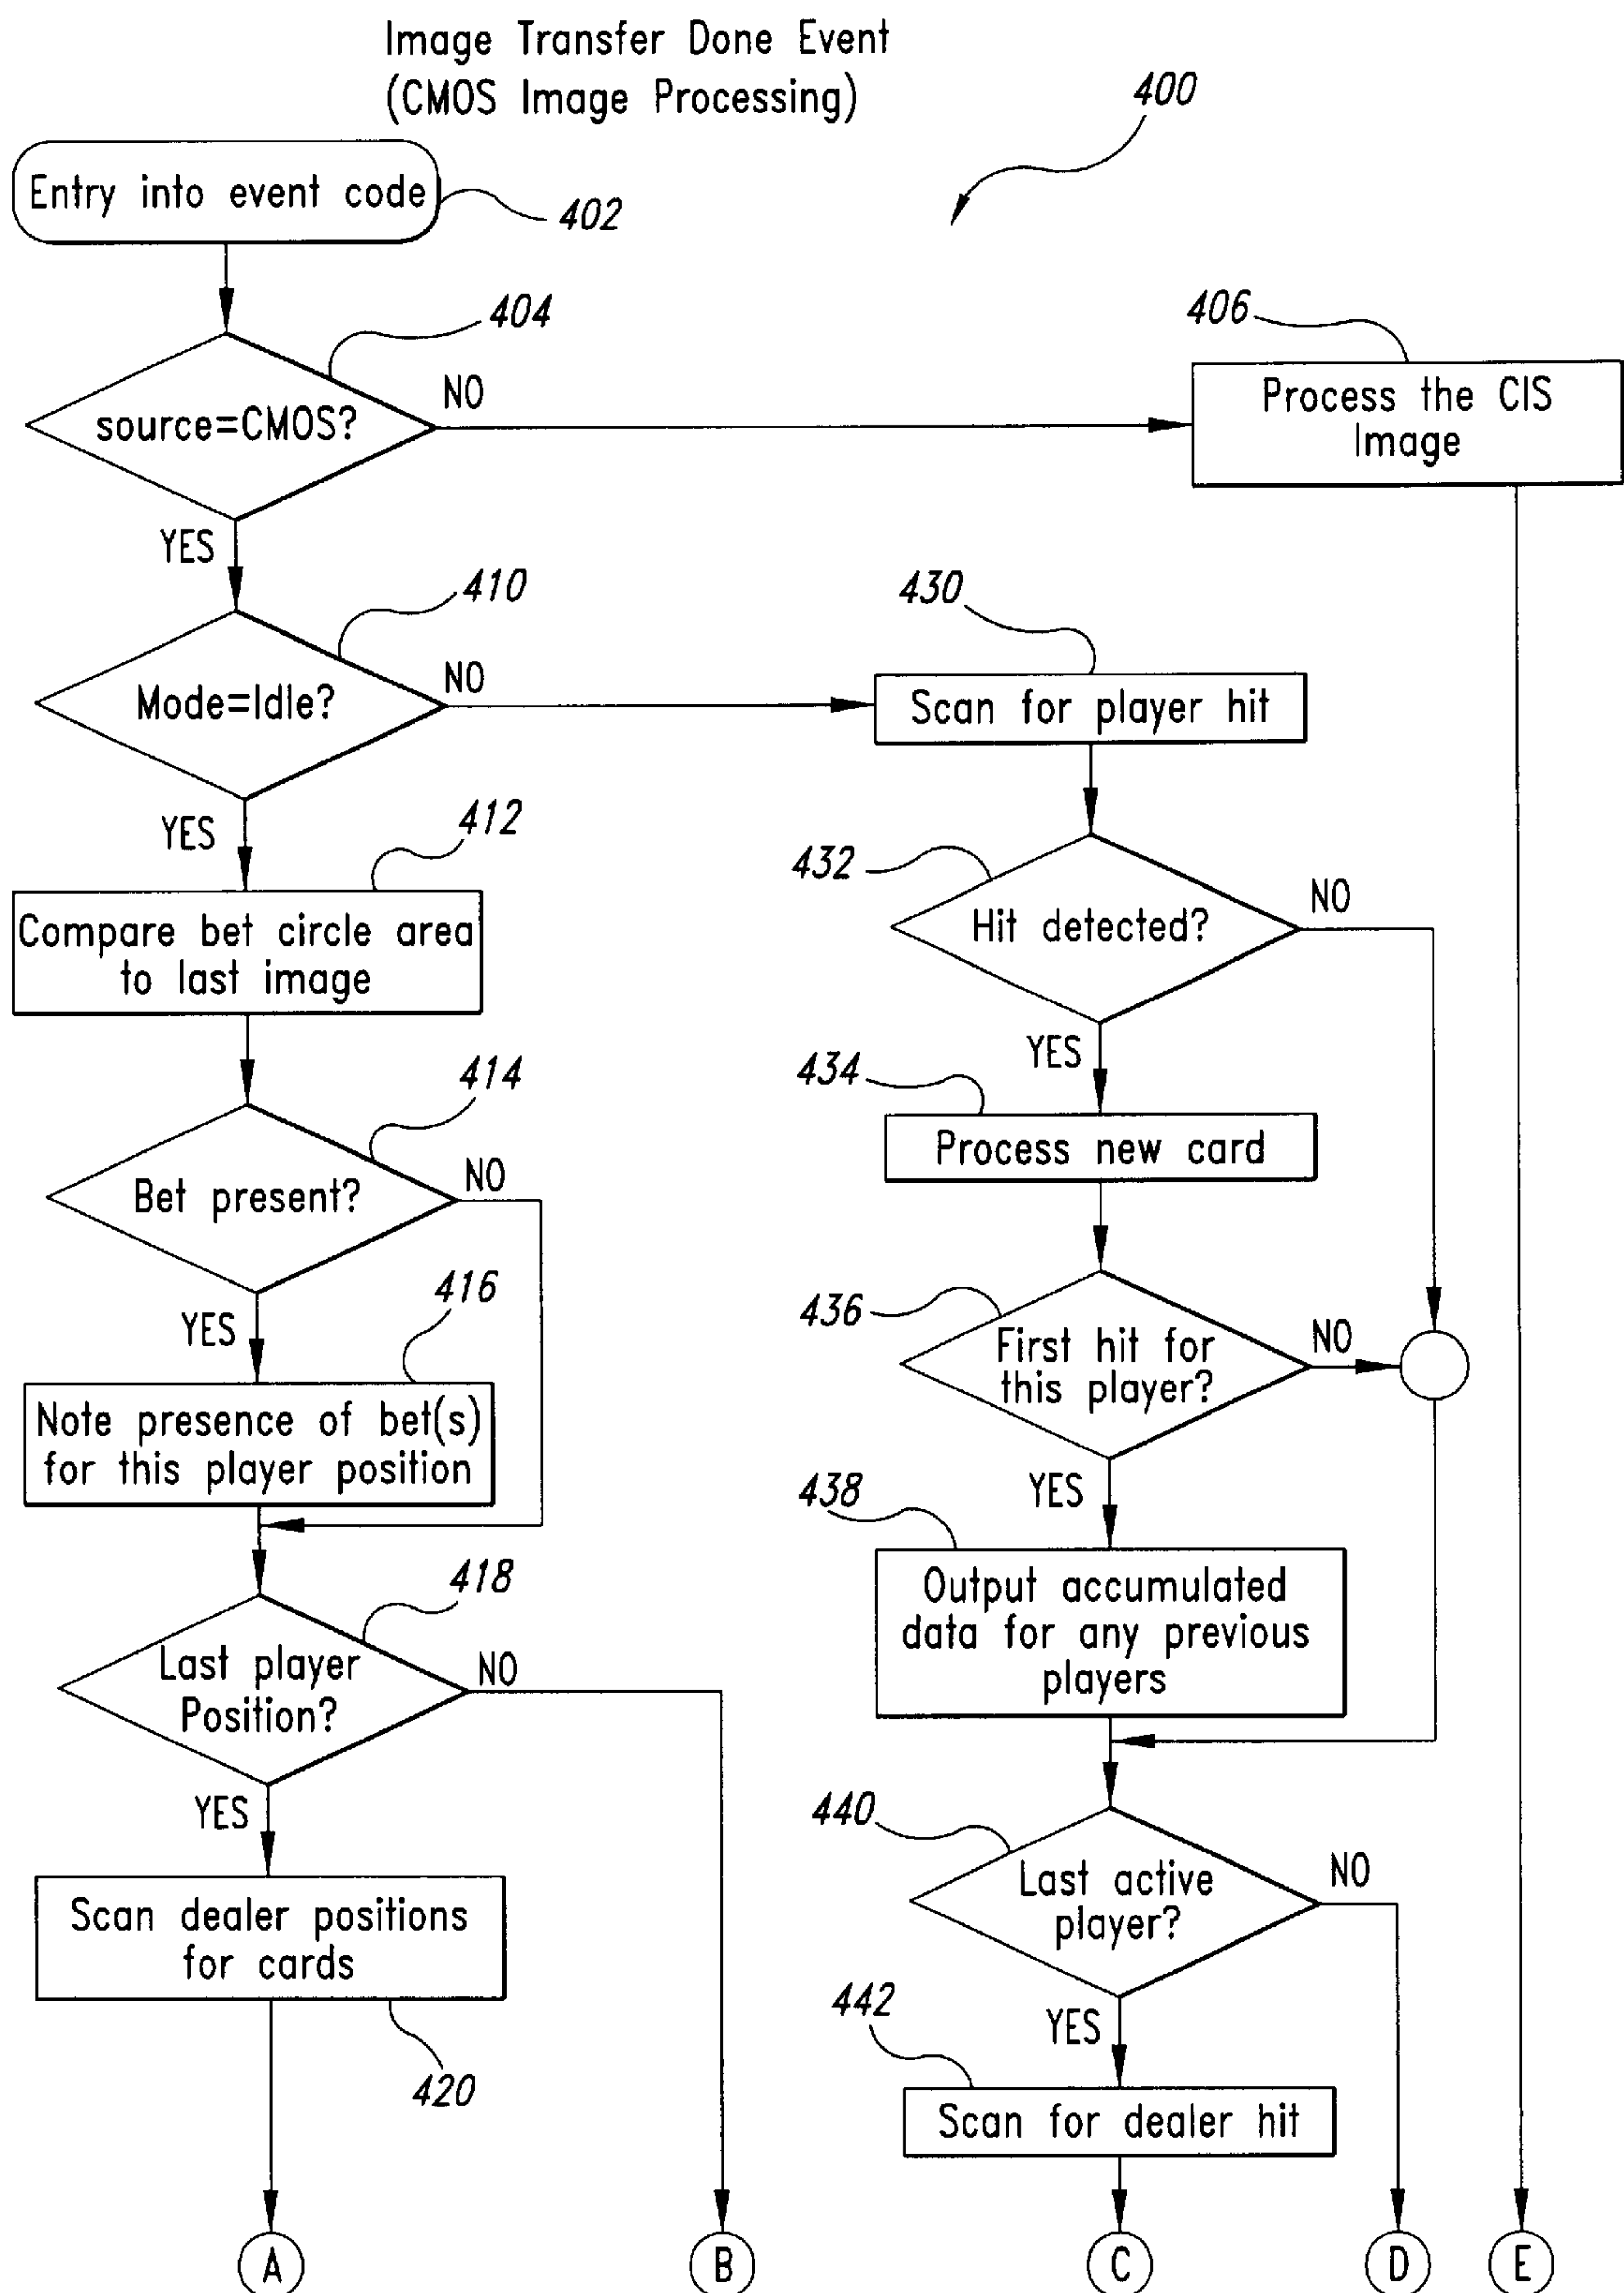 Image Transfer Done Event
(CMOS Image Processing)
400
Entry into event code
402
404
source=CMOS?
NO
YES
406
Process the CIS
Image
410
Mode=Idle?
NO
YES
430
Scan for player hit
412
Compare bet circle area
to last image
432
Hit detected?
NO
YES
414
Bet present?
NO
YES
434
Process new card
416
Note presence of bet(s)
for this player position
436
First hit for
this player?
NO
YES
438
Output accumulated
data for any previous
players
418
Last player
Position?
NO
YES
440
Last active
player?
NO
YES
Scan dealer positions
for cards
420
442
Scan for dealer hit
A
B
C
D
E